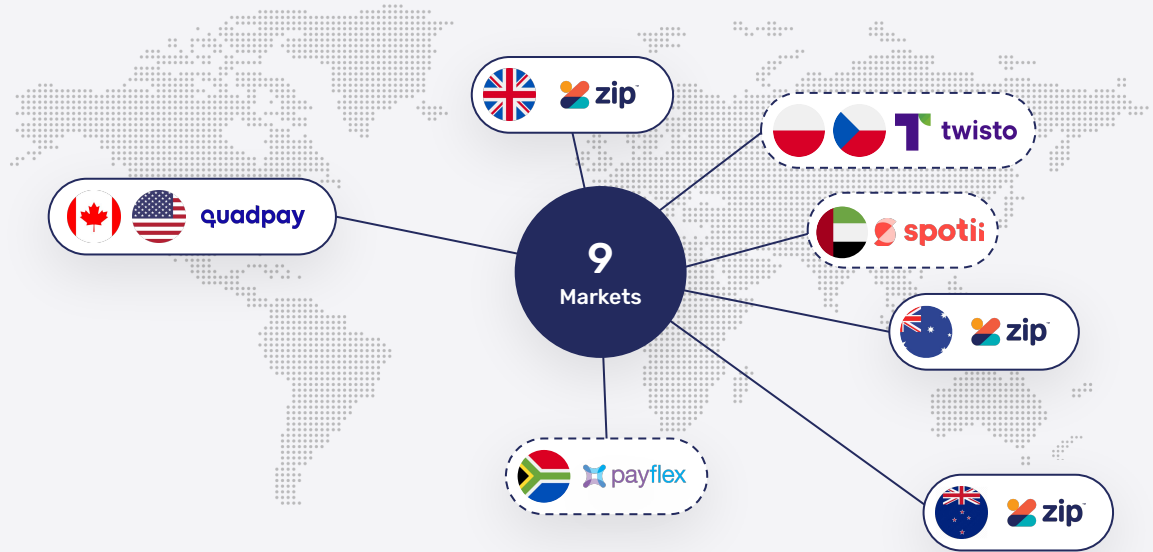 zip
twisto
quadpay
spotii
9
Markets
zip
payflex
zip